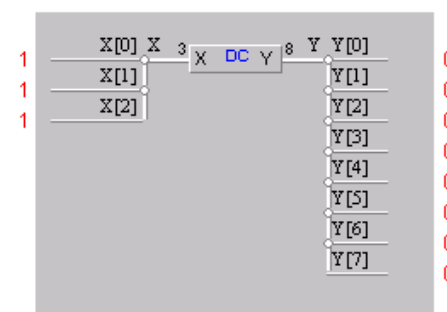 X[0] X 3 X DC Y 8 Y Y[0]
1
X[1] Y[1]
1
X[2] Y[2]
1
Y[3]
Y[4]
Y[5]
Y[6]
Y[7]